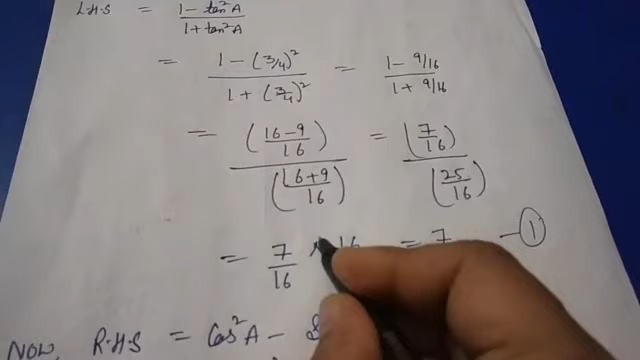 L.H.S = 1 - tan²A / 1 + tan²A
= 1 - (3/4)² / 1 + (3/4)² = 1 - 9/16 / 1 + 9/16
= (16-9/16) / (16+9/16) = (7/16) / (25/16)
= 7/16 × 16 = 7 — ①
Now, R.H.S = Cos²A -